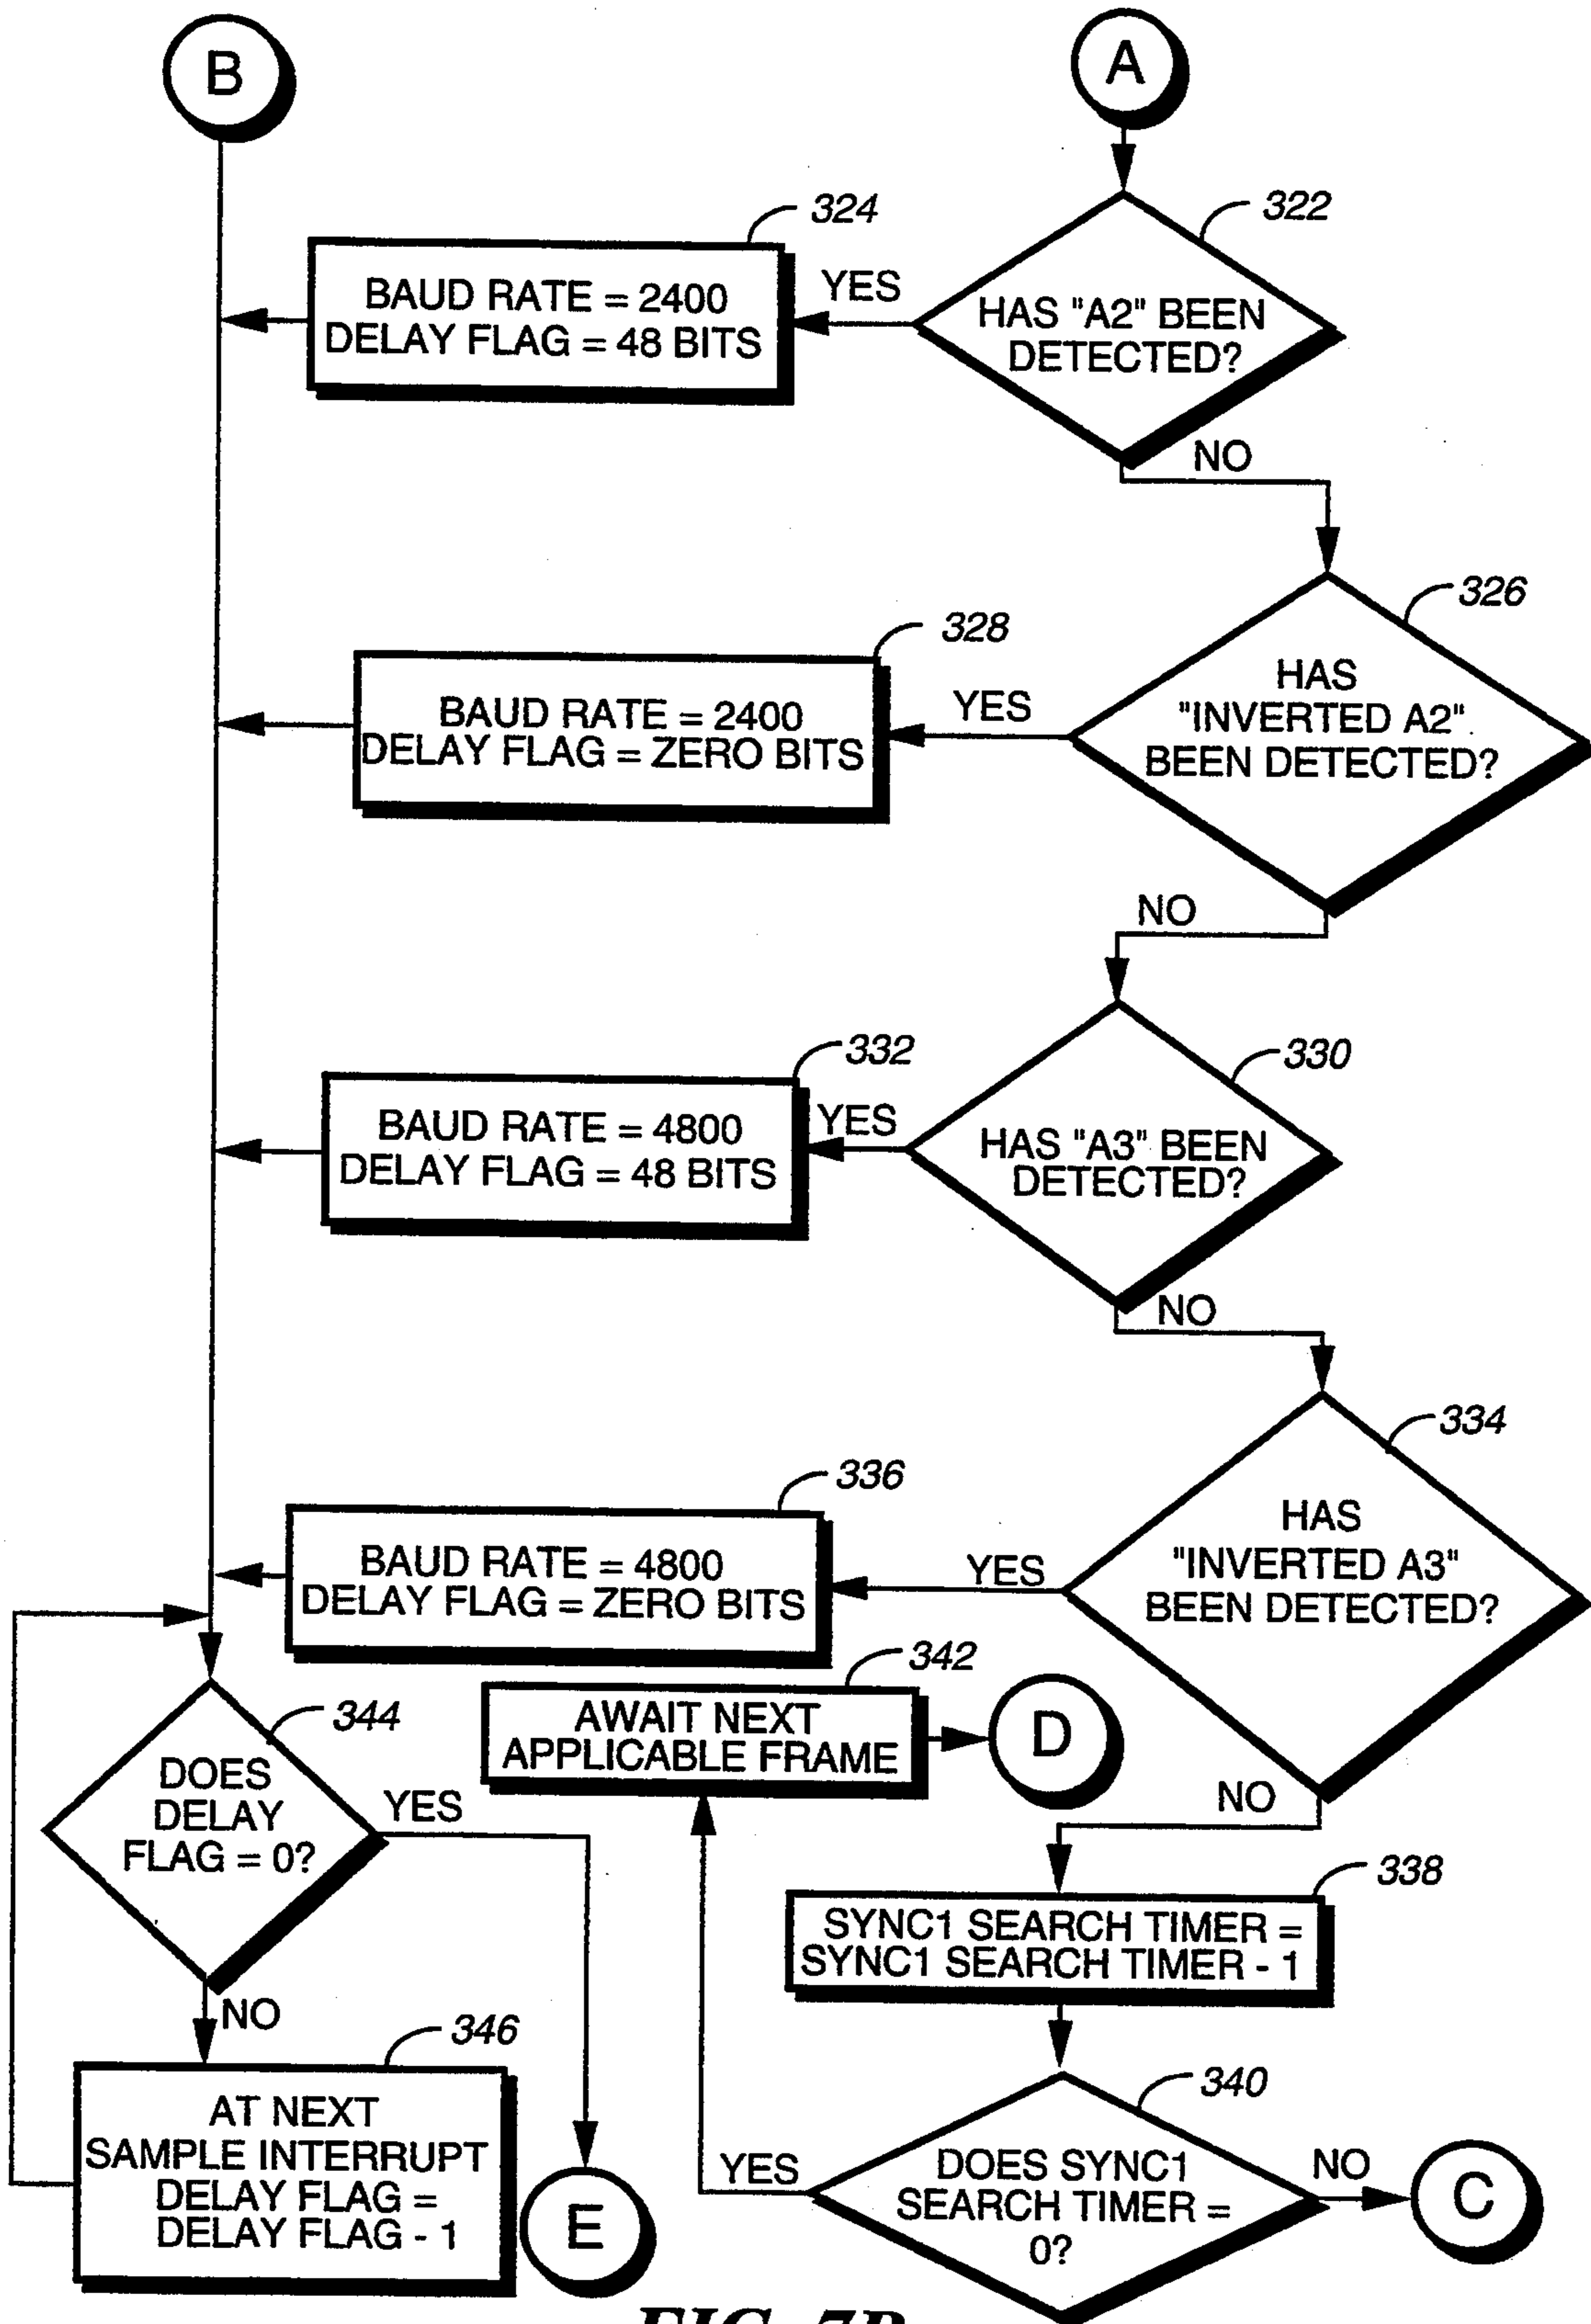 B
A
324
322
BAUD RATE = 2400
DELAY FLAG = 48 BITS
YES
HAS "A2" BEEN
DETECTED?
NO
326
328
HAS
"INVERTED A2"
BEEN DETECTED?
YES
BAUD RATE = 2400
DELAY FLAG = ZERO BITS
NO
332
330
BAUD RATE = 4800
DELAY FLAG = 48 BITS
YES
HAS "A3" BEEN
DETECTED?
NO
334
336
HAS
"INVERTED A3"
BEEN DETECTED?
YES
BAUD RATE = 4800
DELAY FLAG = ZERO BITS
342
344
AWAIT NEXT
APPLICABLE FRAME
D
DOES
DELAY
FLAG = 0?
YES
NO
338
SYNC1 SEARCH TIMER =
SYNC1 SEARCH TIMER - 1
NO
346
340
AT NEXT
SAMPLE INTERRUPT
DELAY FLAG =
DELAY FLAG - 1
E
YES
DOES SYNC1
SEARCH TIMER =
0?
NO
C
FIG. 7B